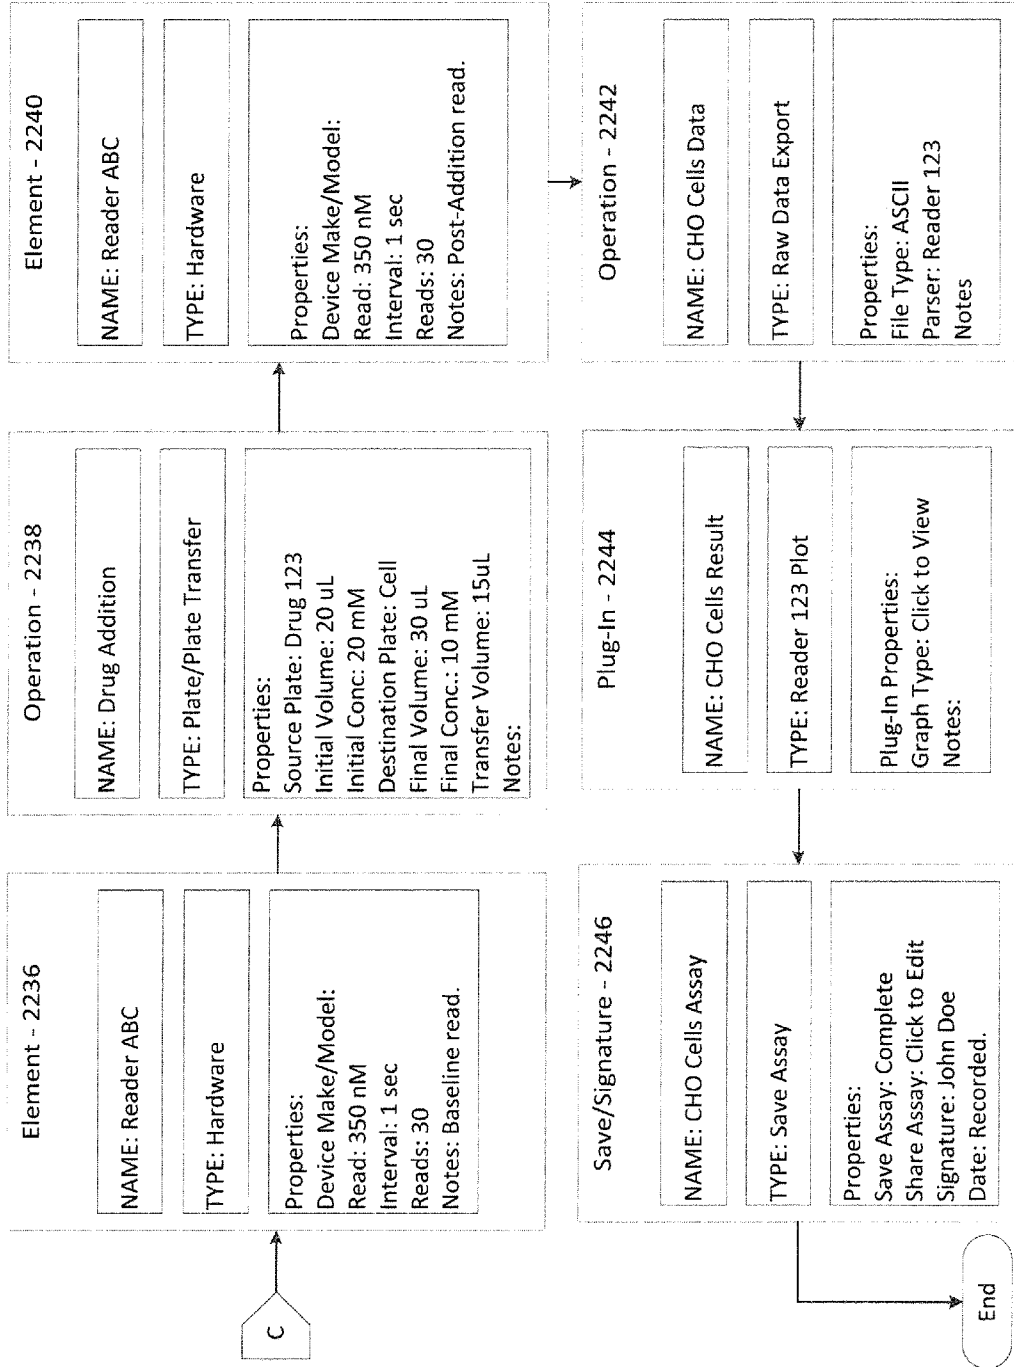 C
Element - 2236
NAME: Reader ABC
TYPE: Hardware
Properties:
Device Make/Model:
Read: 350 nM
Interval: 1 sec
Reads: 30
Notes: Baseline read.
Operation - 2238
NAME: Drug Addition
TYPE: Plate/Plate Transfer
Properties:
Source Plate: Drug 123
Initial Volume: 20 uL
Initial Conc: 20 mM
Destination Plate: Cell
Final Volume: 30 uL
Final Conc.: 10 mM
Transfer Volume: 15uL
Notes:
Element - 2240
NAME: Reader ABC
TYPE: Hardware
Properties:
Device Make/Model:
Read: 350 nM
Interval: 1 sec
Reads: 30
Notes: Post-Addition read.
Operation - 2242
NAME: CHO Cells Data
TYPE: Raw Data Export
Properties:
File Type: ASCII
Parser: Reader 123
Notes
Plug-In - 2244
NAME: CHO Cells Result
TYPE: Reader 123 Plot
Plug-In Properties:
Graph Type: Click to View
Notes:
Save/Signature - 2246
NAME: CHO Cells Assay
TYPE: Save Assay
Properties:
Save Assay: Complete
Share Assay: Click to Edit
Signature: John Doe
Date: Recorded.
End